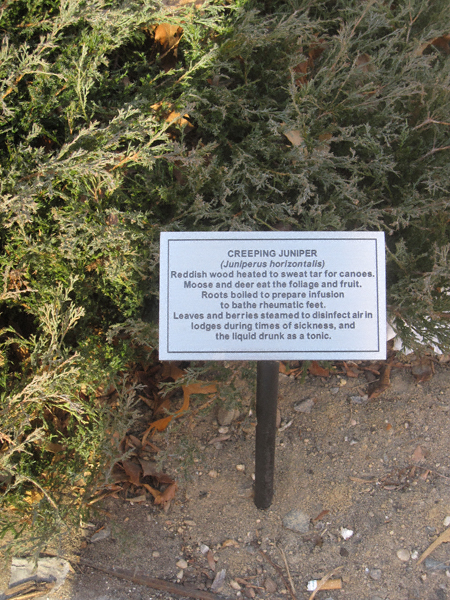 CREEPING JUNIPER
(Juniperus horizontalis)
Reddish wood heated to sweat tar for canoes.
Moose and deer eat the foliage and fruit.
Roots boiled to prepare infusion
to bathe rheumatic feet.
Leaves and berries steamed to disinfect air in
lodges during times of sickness, and
the liquid drunk as a tonic.